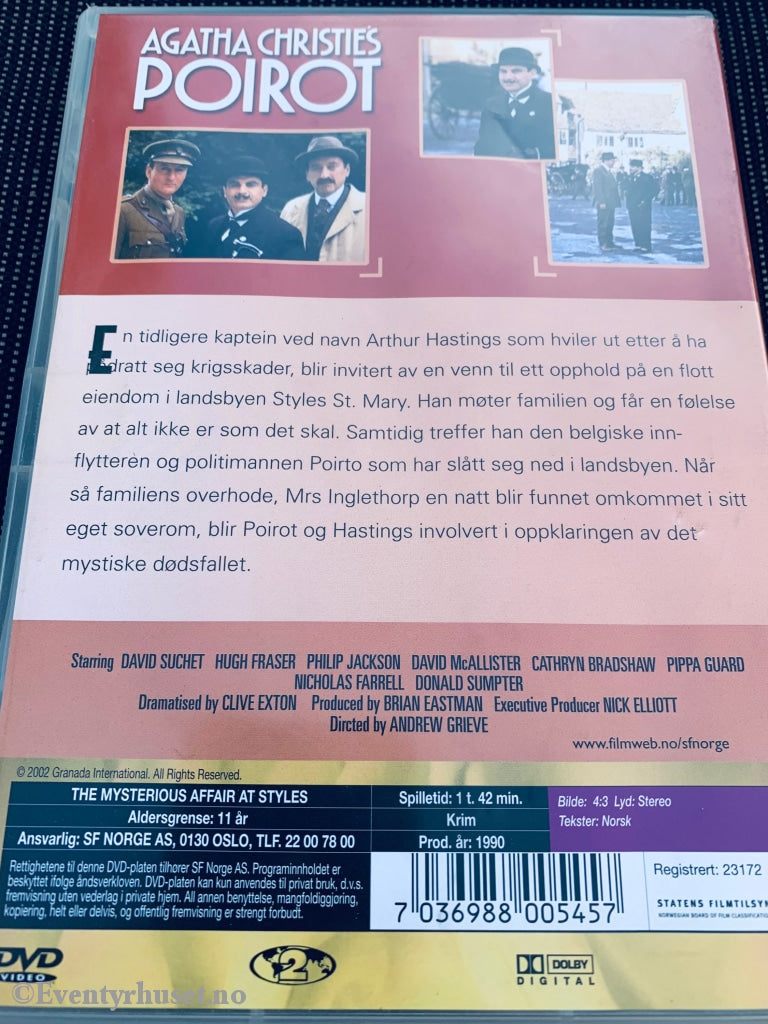 AGATHA CHRISTIE'S
POIROT
En tidligere kaptein ved navn Arthur Hastings som hviler ut etter å ha
pådratt seg krigsskader, blir invitert av en venn til ett opphold på en flott
eiendom i landsbyen Styles St. Mary. Han møter familien og får en følelse
av at alt ikke er som det skal. Samtidig treffer han den belgiske inn-
flytteren og politimannen Poirto som har slått seg ned i landsbyen. Når
så familiens overhode, Mrs Inglethorp en natt blir funnet omkommet i sitt
eget soverom, blir Poirot og Hastings involvert i oppklaringen av det
mystiske dødsfallet.
Starring DAVID SUCHET HUGH FRASER PHILIP JACKSON DAVID McALLISTER CATHRYN BRADSHAW PIPPA GUARD
NICHOLAS FARRELL DONALD SUMPTER
Dramatised by CLIVE EXTON Produced by BRIAN EASTMAN Executive Producer NICK ELLIOTT
Dirceted by ANDREW GRIEVE
www.filmweb.no/sfnorge
© 2002 Granada International. All Rights Reserved.
THE MYSTERIOUS AFFAIR AT STYLES
Aldersgrense: 11 år
Ansvarlig: SF NORGE AS, 0130 OSLO, TLF. 22 00 78 00
Spilletid: 1 t. 42 min.
Krim
Prod. år: 1990
Bilde: 4:3 Lyd: Stereo
Tekster: Norsk
Rettighetene til denne DVD-platen tilhører SF Norge AS. Programinnholdet er
beskyttet ifølge åndsverkloven. DVD-platen kan kun anvendes til privat bruk, d.v.s.
fremvisning uten vederlag i private hjem. All annen benyttelse, mangfoldiggjøring,
kopiering, helt eller delvis, og offentlig fremvisning er strengt forbudt.
7 036988 005457
Registrert: 23172
STATENS FILMTILSYN
NORWEGIAN BOARD OF FILM CLASSIFICATION
DVD
VIDEO
2
DOLBY
DIGITAL
©Eventyrhuset.no